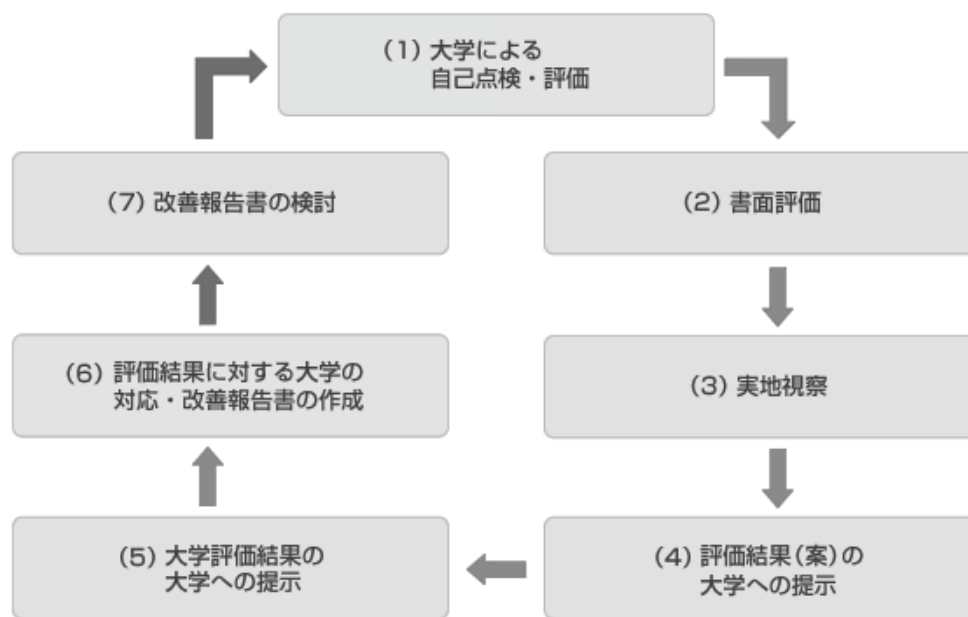 (1) 大学による
自己点検・評価
(2) 書面評価
(3) 実地視察
(4) 評価結果(案)の
大学への提示
(5) 大学評価結果の
大学への提示
(6) 評価結果に対する大学の
対応・改善報告書の作成
(7) 改善報告書の検討